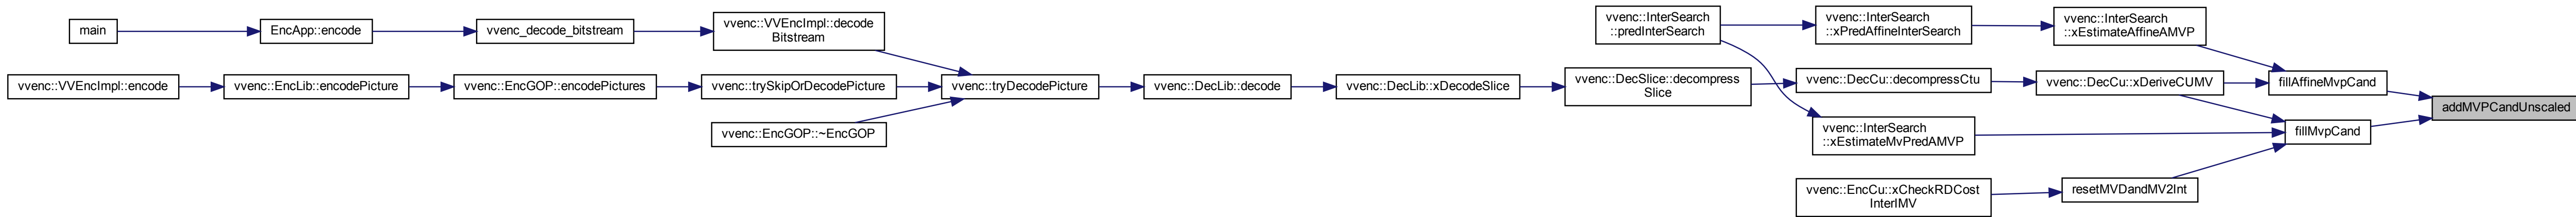 main
EncApp::encode
vvenc_decode_bitstream
vvenc::VVEncImpl::decode
Bitstream
vvenc::VVEncImpl::encode
vvenc::EncLib::encodePicture
vvenc::EncGOP::encodePictures
vvenc::trySkipOrDecodePicture
vvenc::EncGOP::~EncGOP
vvenc::tryDecodePicture
vvenc::DecLib::decode
vvenc::DecLib::xDecodeSlice
vvenc::DecSlice::decompress
Slice
vvenc::InterSearch
::predInterSearch
vvenc::InterSearch
::xPredAffineInterSearch
vvenc::InterSearch
::xEstimateAffineAMVP
vvenc::DecCu::decompressCtu
vvenc::DecCu::xDeriveCUMV
vvenc::InterSearch
::xEstimateMvPredAMVP
vvenc::EncCu::xCheckRDCost
InterIMV
resetMVDandMV2Int
fillAffineMvpCand
fillMvpCand
addMVPCandUnscaled